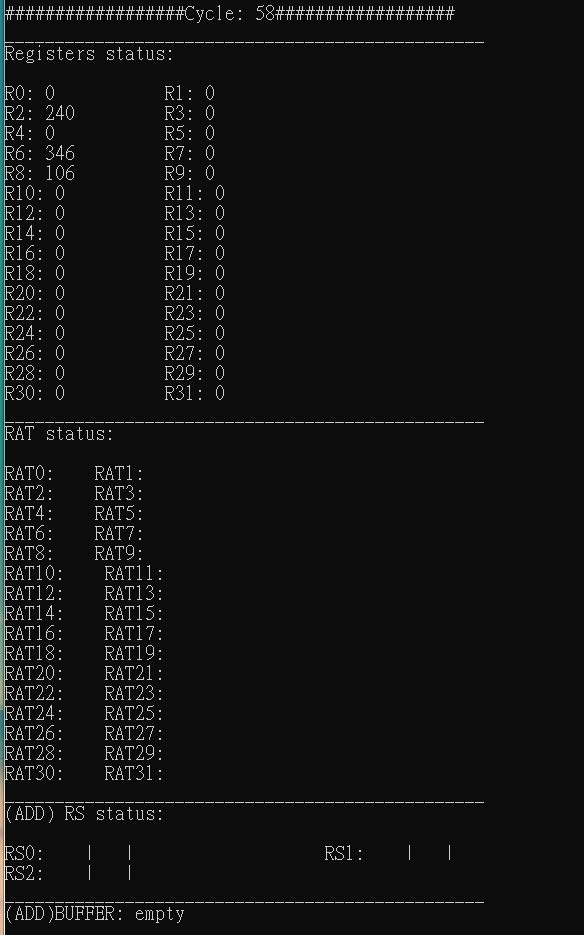 #################Cycle: 58##################
________________________________________________
Registers status:
R0: 0 R1: 0
R2: 240 R3: 0
R4: 0 R5: 0
R6: 346 R7: 0
R8: 106 R9: 0
R10: 0 R11: 0
R12: 0 R13: 0
R14: 0 R15: 0
R16: 0 R17: 0
R18: 0 R19: 0
R20: 0 R21: 0
R22: 0 R23: 0
R24: 0 R25: 0
R26: 0 R27: 0
R28: 0 R29: 0
R30: 0 R31: 0
________________________________________________
RAT status:
RAT0: RAT1:
RAT2: RAT3:
RAT4: RAT5:
RAT6: RAT7:
RAT8: RAT9:
RAT10: RAT11:
RAT12: RAT13:
RAT14: RAT15:
RAT16: RAT17:
RAT18: RAT19:
RAT20: RAT21:
RAT22: RAT23:
RAT24: RAT25:
RAT26: RAT27:
RAT28: RAT29:
RAT30: RAT31:
________________________________________________
(ADD) RS status:
RS0: | | RS1: | |
RS2: | |
________________________________________________
(ADD)BUFFER: empty